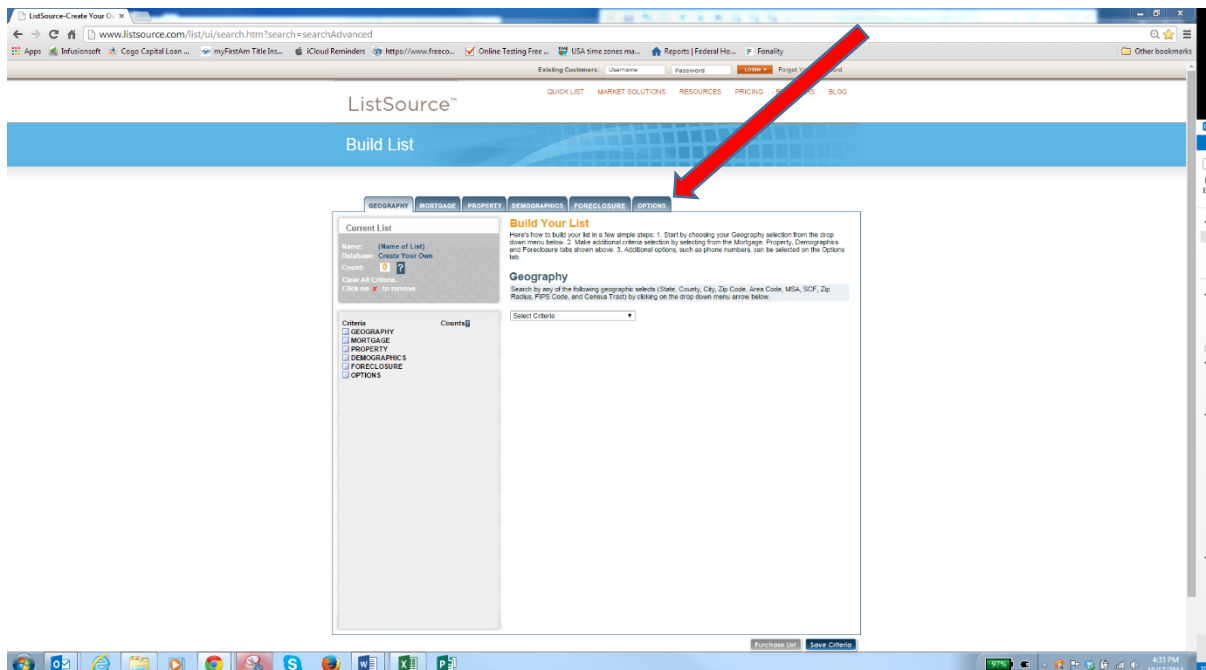 ListSource-Create Your O
www.listsource.com/list/ui/search.htm?search=searchAdvanced
Apps Infusionsoft Cogo Capital Loan ... myFirstAm Title Ins... iCloud Reminders https://www.freeco... Online Testing Free ... USA time zones ma... Reports | Federal Ho... Fonality Other bookmarks
Existing Customers: Username Password LOGIN Forgot
ListSource™
QUICK LIST MARKET SOLUTIONS RESOURCES PRICING BLOG
Build List
GEOGRAPHY MORTGAGE PROPERTY DEMOGRAPHICS FORECLOSURE OPTIONS
Current List
Name: (Name of List)
Database: Create Your Own
Count: 0 ?
Clear All Criteria.
Click on x to remove
Criteria Counts
GEOGRAPHY
MORTGAGE
PROPERTY
DEMOGRAPHICS
FORECLOSURE
OPTIONS
Build Your List
Here's how to build your list in a few simple steps: 1. Start by choosing your Geography selection from the drop
down menu below. 2. Make additional criteria selection by selecting from the Mortgage, Property, Demographics
and Foreclosure tabs shown above. 3. Additional options, such as phone numbers, can be selected on the Options
tab.
Geography
Search by any of the following geographic selects (State, County, City, Zip Code, Area Code, MSA, SCF, Zip
Radius, FIPS Code, and Census Tract) by clicking on the drop down menu arrow below.
Select Criteria
Purchase List Save Criteria
97% 4:33 PM